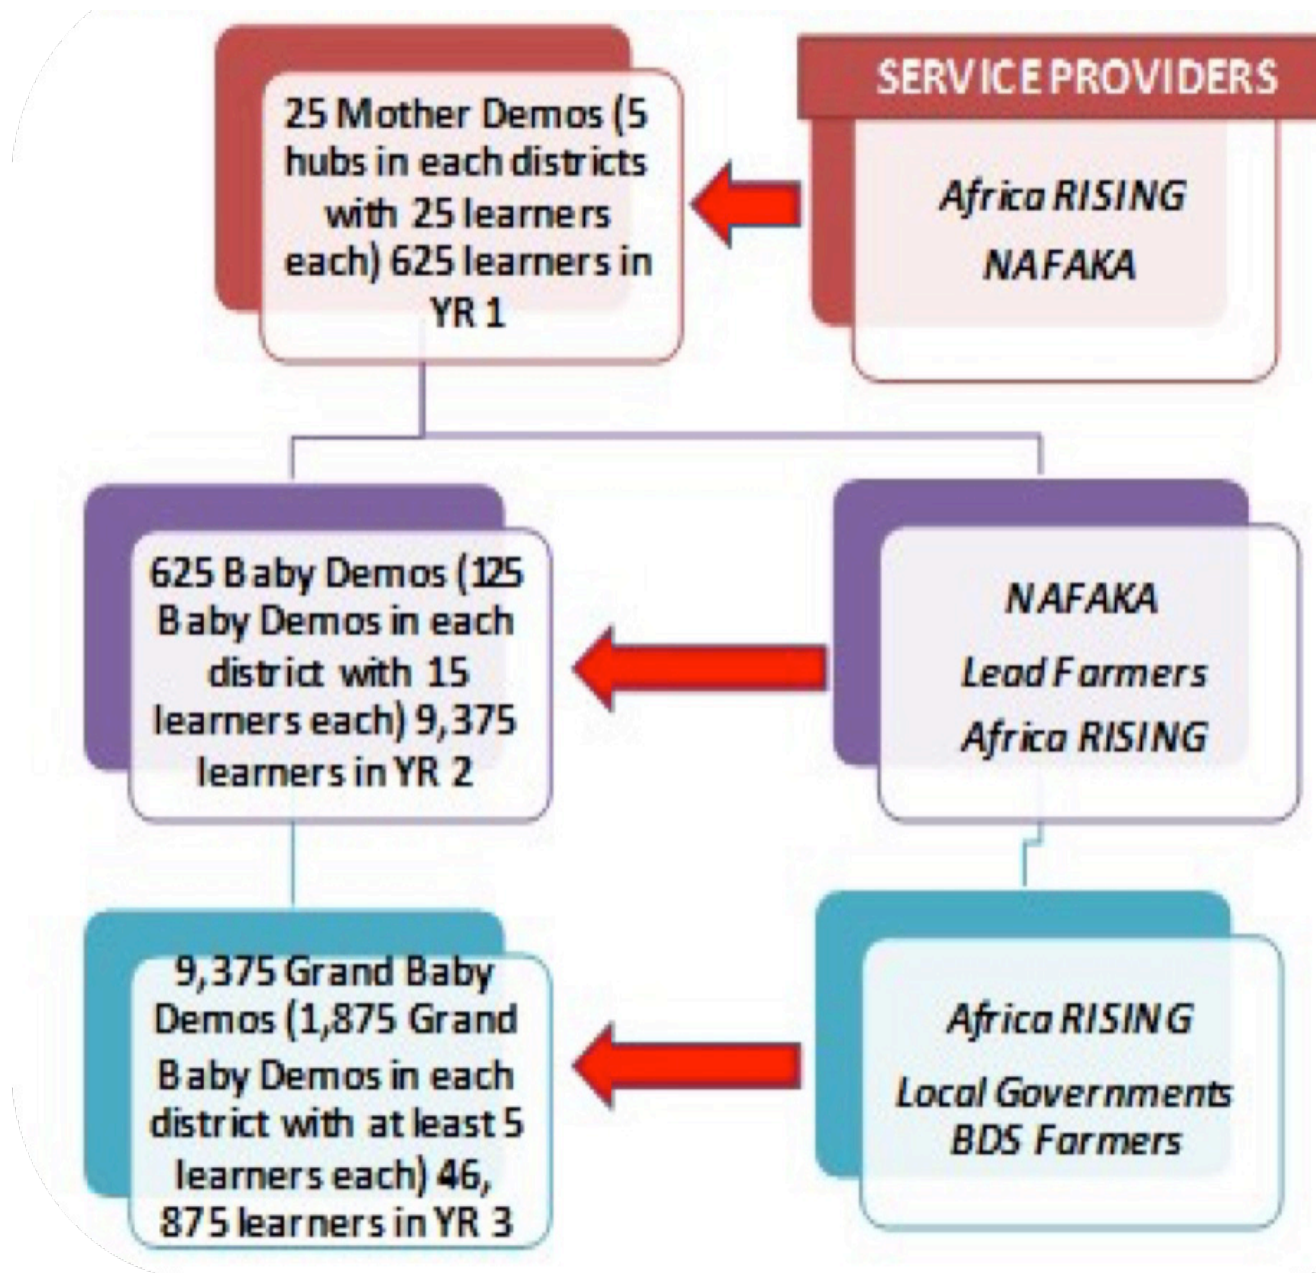 25 Mother Demos (5
hubs in each districts
with 25 learners
each) 625 learners in
YR 1
SERVICE PROVIDERS
Africa RISING
NAFAKA
625 Baby Demos (125
Baby Demos in each
district with 15
learners each) 9,375
learners in YR 2
NAFAKA
Lead Farmers
Africa RISING
9,375 Grand Baby
Demos (1,875 Grand
Baby Demos in each
district with at least 5
learners each) 46,
875 learners in YR 3
Africa RISING
Local Governments
BDS Farmers